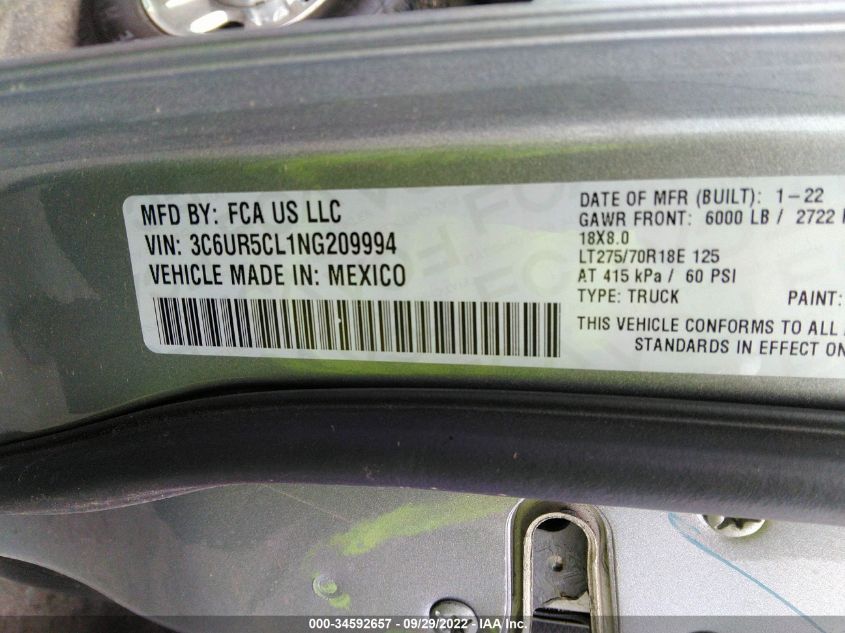 MFD BY: FCA US LLC
VIN: 3C6UR5CL1NG209994
VEHICLE MADE IN: MEXICO
DATE OF MFR (BUILT): 1-22
GAWR FRONT: 6000 LB / 2722
18X8.0
LT275/70R18E 125
AT 415 kPa / 60 PSI
TYPE: TRUCK PAINT:
THIS VEHICLE CONFORMS TO ALL
STANDARDS IN EFFECT ON
000-34592657 - 09/29/2022 - IAA Inc.